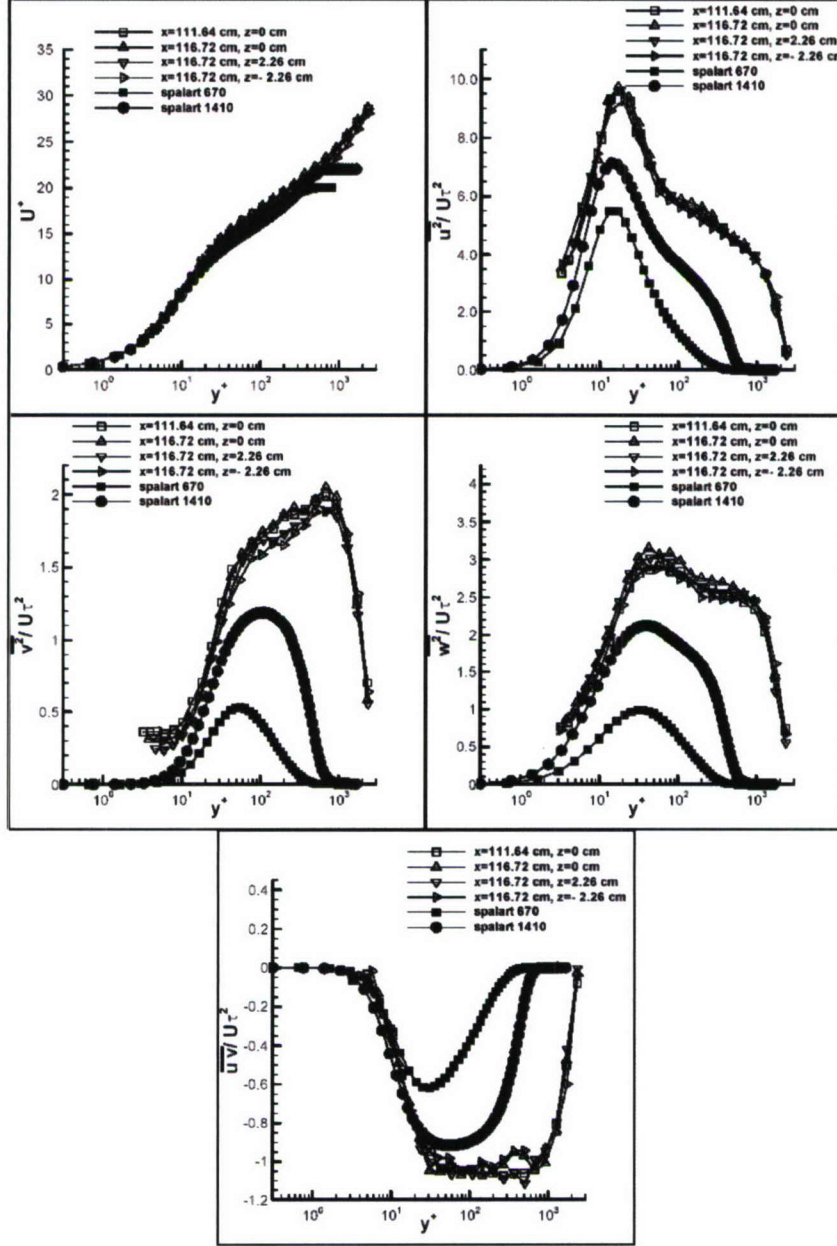 x=111.64 cm, z=0 cm
x=116.72 cm, z=0 cm
x=116.72 cm, z=2.26 cm
x=116.72 cm, z=- 2.26 cm
spalart 670
spalart 1410
35
30
25
20
15
10
5
0
U+
10⁰ 10¹ 10² 10³
y+
x=111.64 cm, z=0 cm
x=116.72 cm, z=0 cm
x=116.72 cm, z=2.26 cm
x=116.72 cm, z=- 2.26 cm
spalart 670
spalart 1410
10.0
8.0
6.0
4.0
2.0
0.0
u²/ Uτ²
10⁰ 10¹ 10² 10³
y+
x=111.64 cm, z=0 cm
x=116.72 cm, z=0 cm
x=116.72 cm, z=2.26 cm
x=116.72 cm, z=- 2.26 cm
spalart 670
spalart 1410
2
1.5
1
0.5
0
v²/ Uτ²
10⁰ 10¹ 10² 10³
y+
x=111.64 cm, z=0 cm
x=116.72 cm, z=0 cm
x=116.72 cm, z=2.26 cm
x=116.72 cm, z=- 2.26 cm
spalart 670
spalart 1410
4
3.5
3
2.5
2
1.5
1
0.5
0
w²/ Uτ²
10⁰ 10¹ 10² 10³
y+
x=111.64 cm, z=0 cm
x=116.72 cm, z=0 cm
x=116.72 cm, z=2.26 cm
x=116.72 cm, z=- 2.26 cm
spalart 670
spalart 1410
0.4
0.2
0
-0.2
-0.4
-0.6
-0.8
-1
-1.2
u v/ Uτ²
10⁰ 10¹ 10² 10³
y+